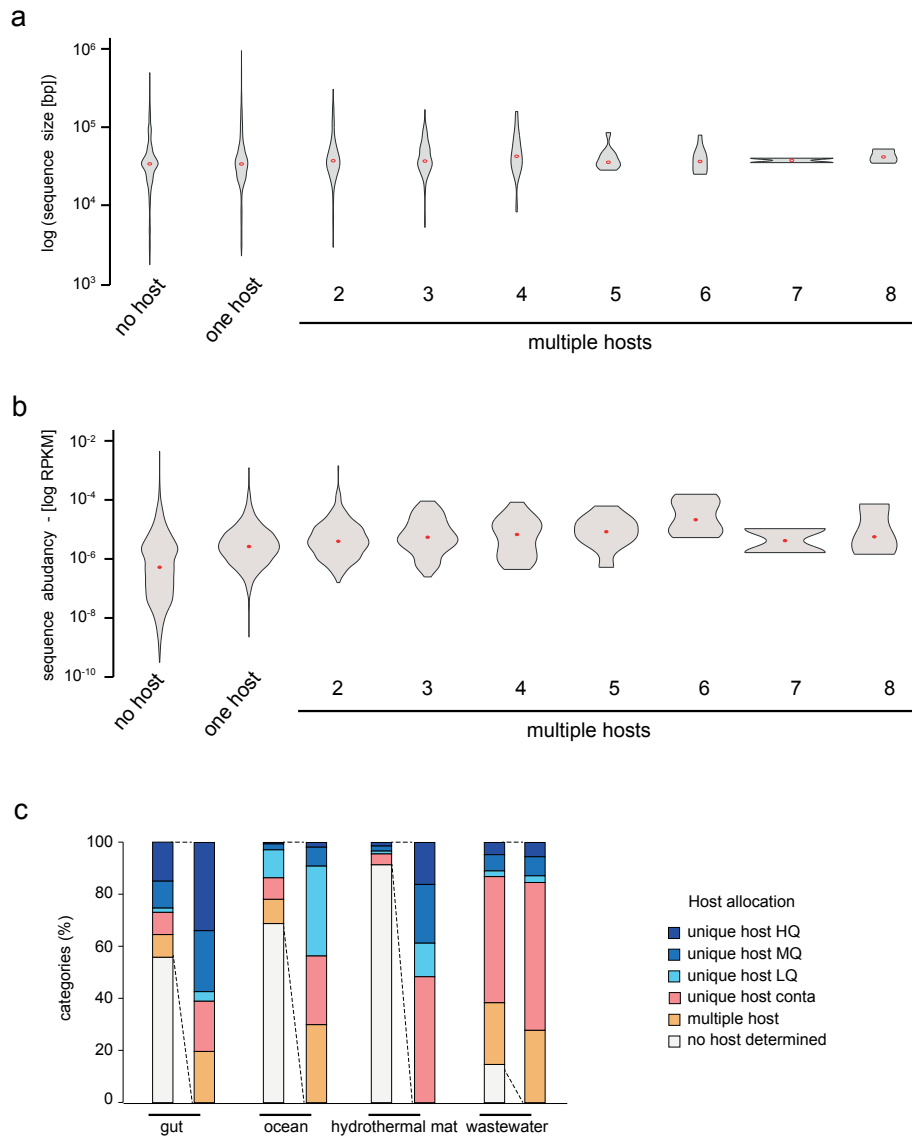 a
log (sequence size [bp])
10⁶
10⁵
10⁴
10³
no host
one host
2 3 4 5 6 7 8
multiple hosts
b
sequence abudancy - [log RPKM]
10⁻²
10⁻⁴
10⁻⁶
10⁻⁸
10⁻¹⁰
no host
one host
2 3 4 5 6 7 8
multiple hosts
c
categories (%)
100
80
60
40
20
0
gut ocean hydrothermal mat wastewater
Host allocation
unique host HQ
unique host MQ
unique host LQ
unique host conta
multiple host
no host determined